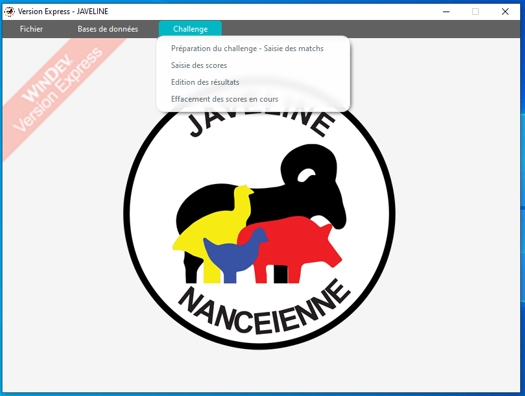 Version Express - JAVELINE
Fichier
Bases de données
Challenge
Préparation du challenge - Saisie des matchs
Saisie des scores
Edition des résultats
Effacement des scores en cours
WINDEV
Version Express
JAVELINE
NANCEIENNE